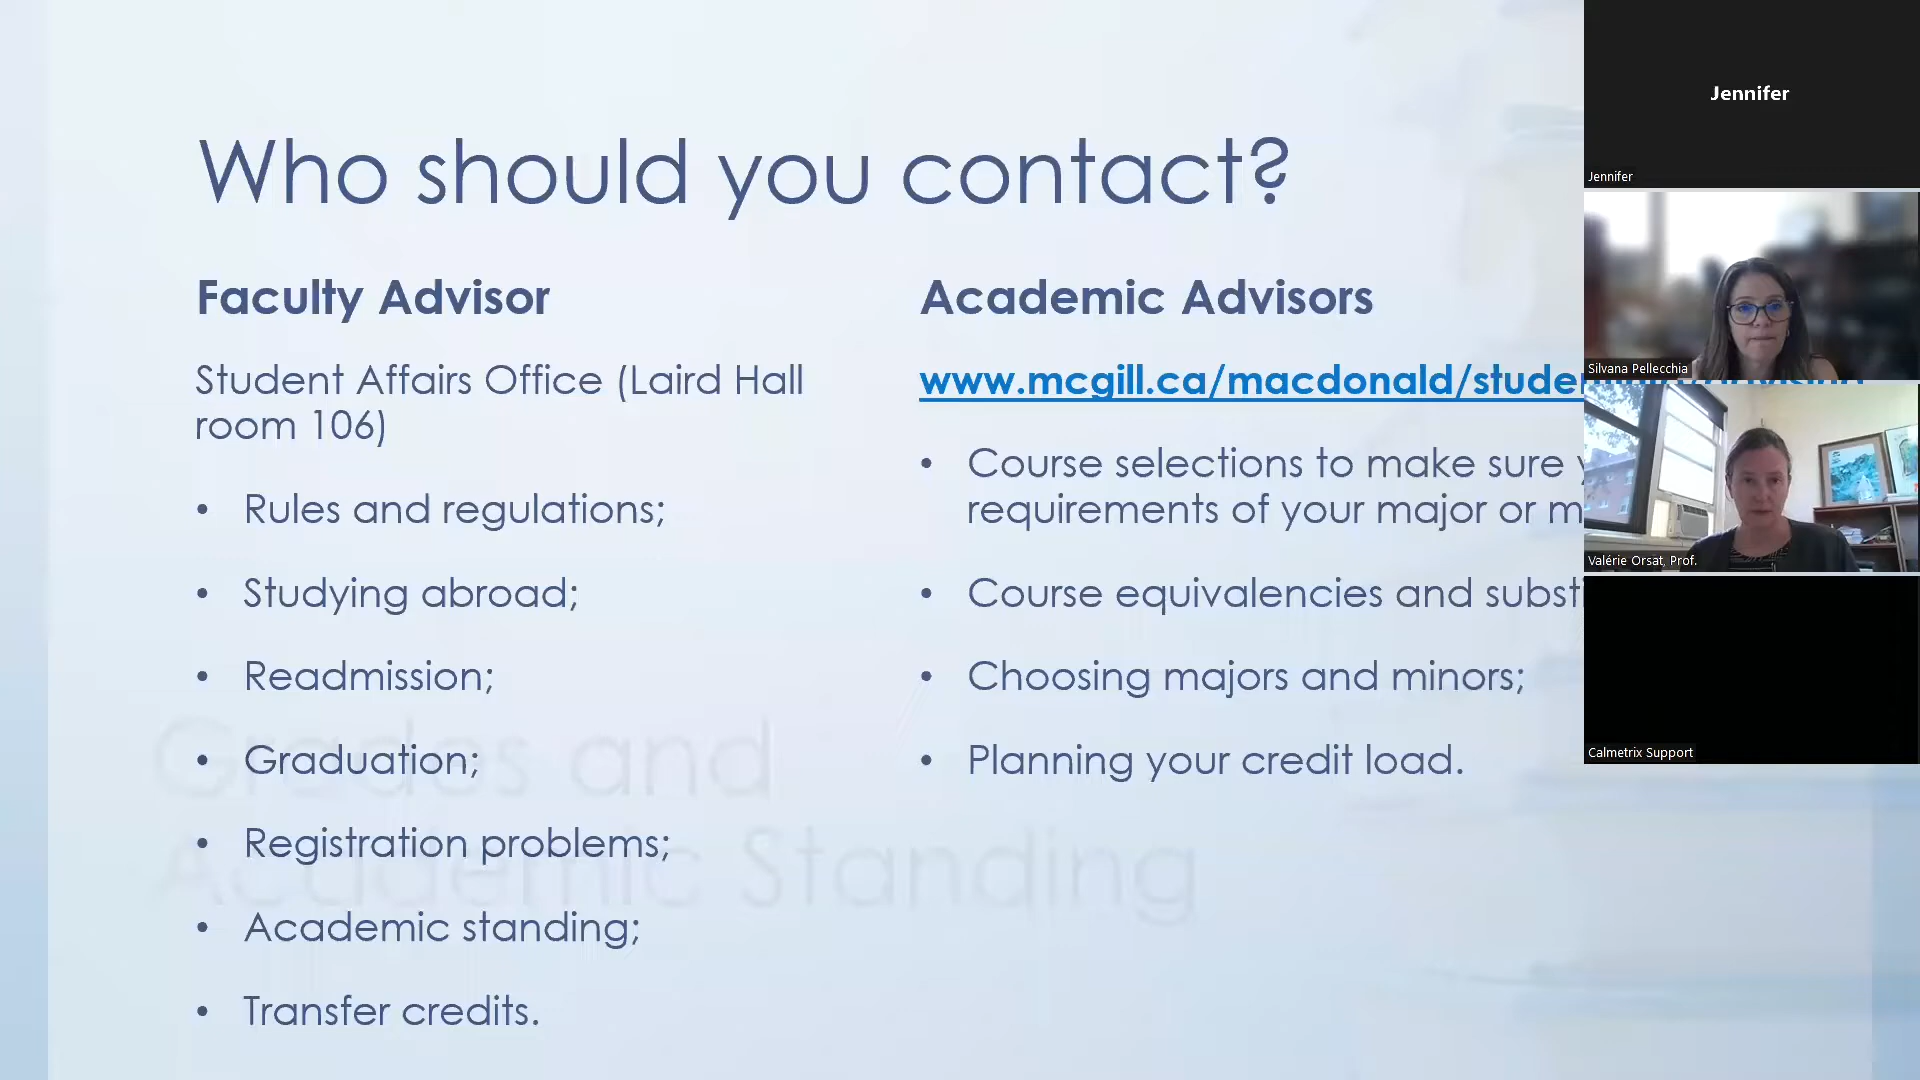 Who should you contact?
Faculty Advisor
Student Affairs Office (Laird Hall
room 106)
• Rules and regulations;
• Studying abroad;
• Readmission;
• Graduation;
• Registration problems;
• Academic standing;
• Transfer credits.
Grades and
Academic Standing
Academic Advisors
www.mcgill.ca/macdonald/stude
• Course selections to make sure
requirements of your major or m
• Course equivalencies and substi
• Choosing majors and minors;
• Planning your credit load.
Jennifer
Jennifer
Silvana Pellecchia
Valérie Orsat, Prof.
Calmetrix Support